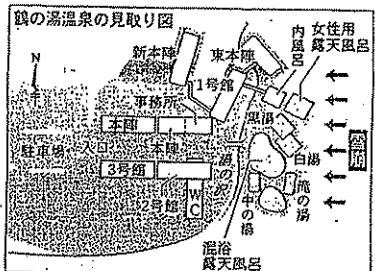 鶴の湯温泉の見取り図
N
新本陣
東本陣
内風呂
女性用露天風呂
1号館
事務所
黒湯
本陣
本陣
駐車場
入口
湯の沢
白湯
雪崩
3号館
滝の湯
中の湯
2号館
WC
混浴
露天風呂